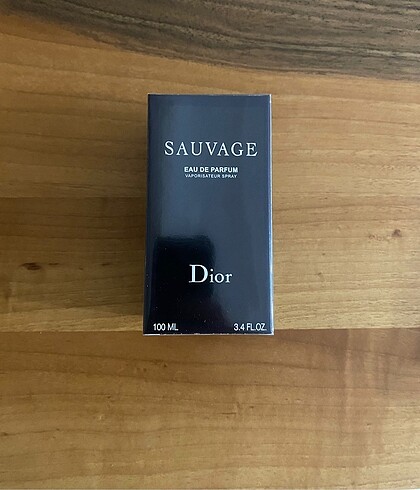 SAUVAGE
EAU DE PARFUM
VAPORISATEUR SPRAY
Dior
100 ML 3.4 FL.OZ.